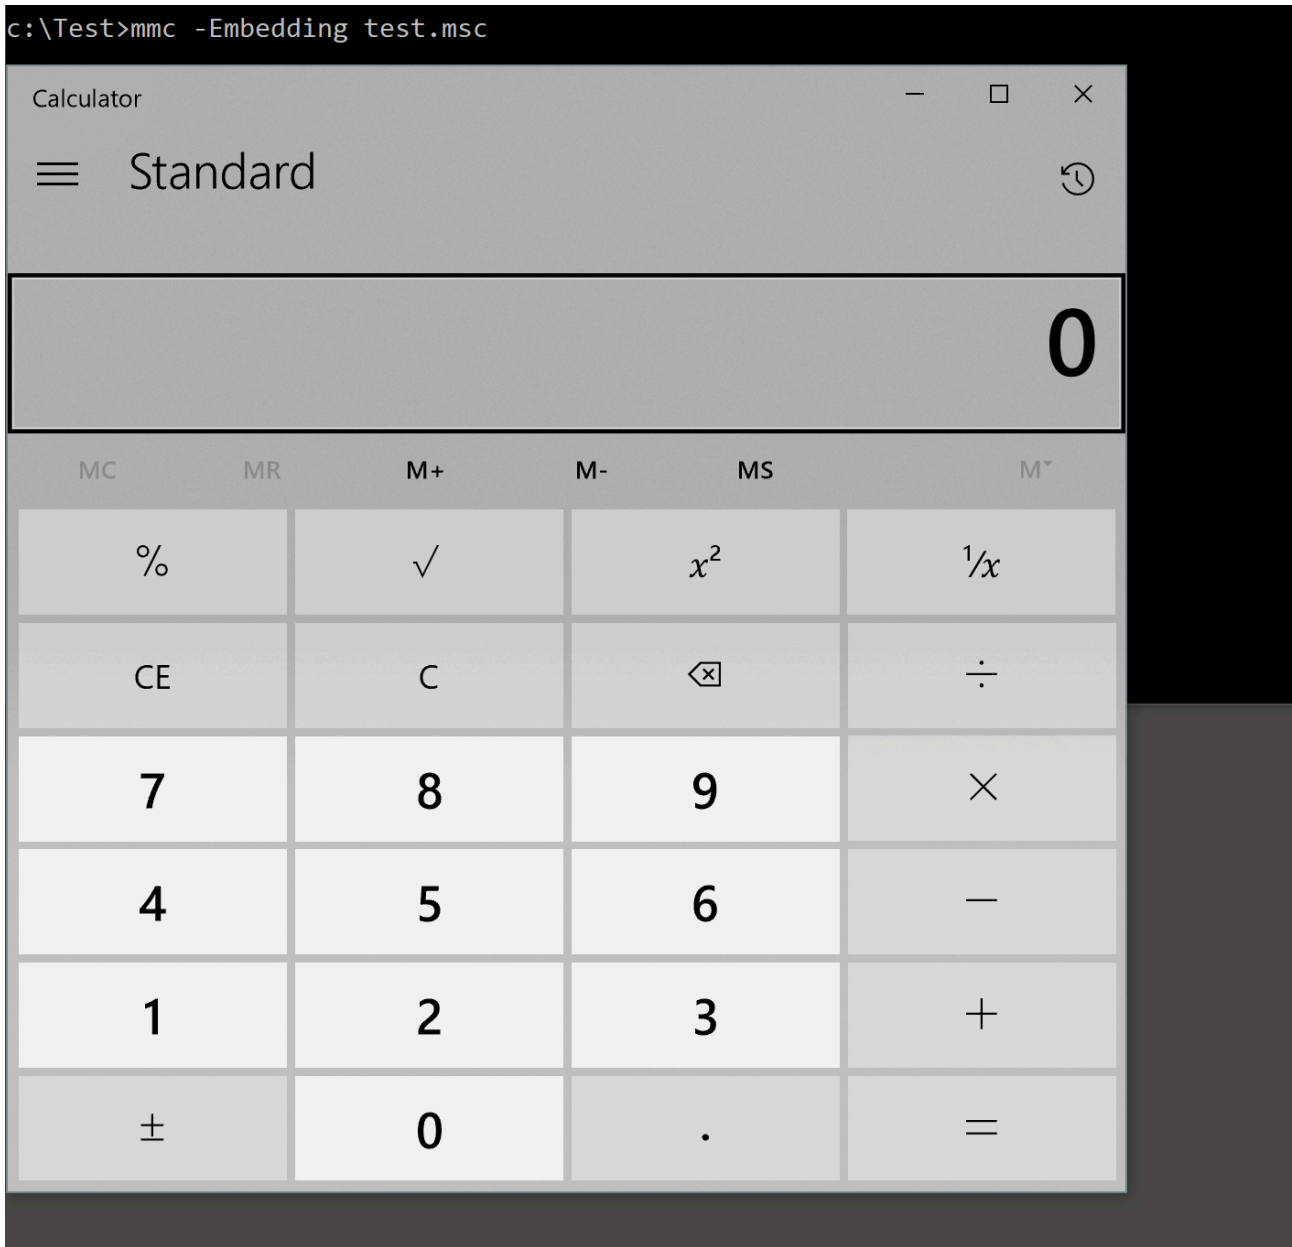 c:\Test>mmc -Embedding test.msc
Calculator
Standard
0
MC MR M+ M- MS M
% √ x² ¹/x
CE C ÷
7 8 9 ×
4 5 6 −
1 2 3 +
± 0 . =